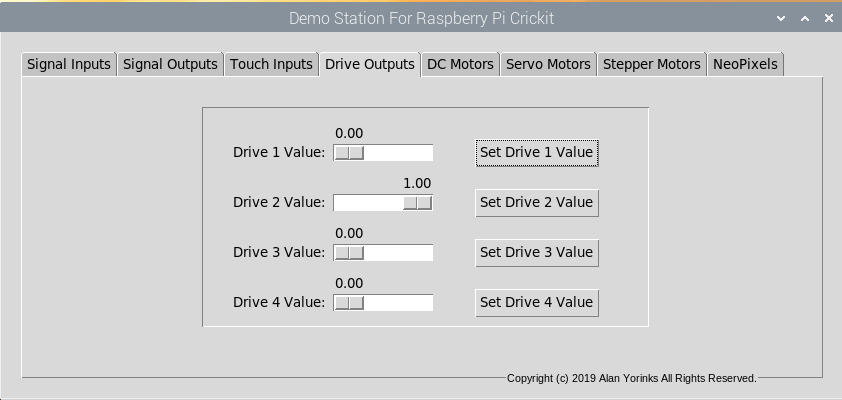 Demo Station For Raspberry Pi Crickit
Signal Inputs Signal Outputs Touch Inputs Drive Outputs DC Motors Servo Motors Stepper Motors NeoPixels
0.00
Drive 1 Value: Set Drive 1 Value
1.00
Drive 2 Value: Set Drive 2 Value
0.00
Drive 3 Value: Set Drive 3 Value
0.00
Drive 4 Value: Set Drive 4 Value
Copyright (c) 2019 Alan Yorinks All Rights Reserved.